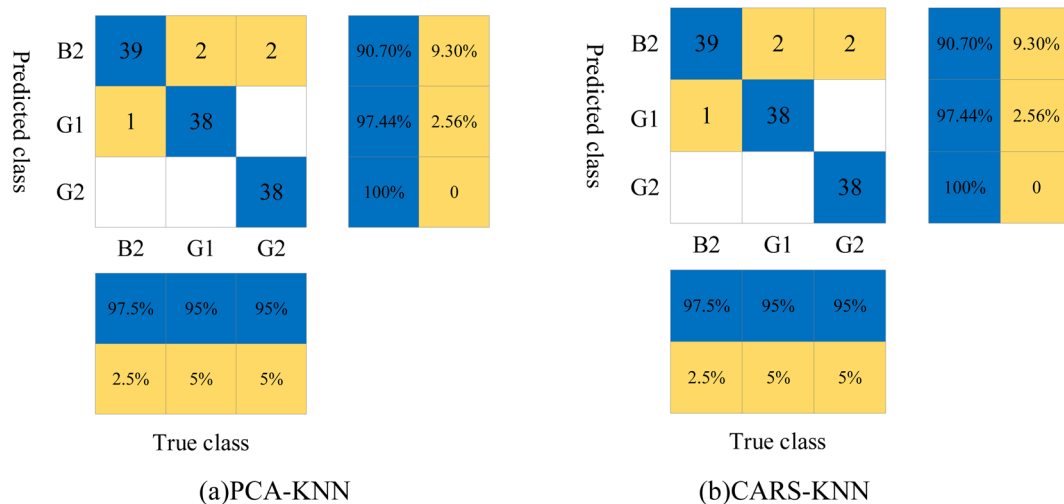 Predicted class
B2 39 2 2 90.70% 9.30%
G1 1 38 97.44% 2.56%
G2 38 100% 0
B2 G1 G2
97.5% 95% 95%
2.5% 5% 5%
True class
(a)PCA-KNN
Predicted class
B2 39 2 2 90.70% 9.30%
G1 1 38 97.44% 2.56%
G2 38 100% 0
B2 G1 G2
97.5% 95% 95%
2.5% 5% 5%
True class
(b)CARS-KNN